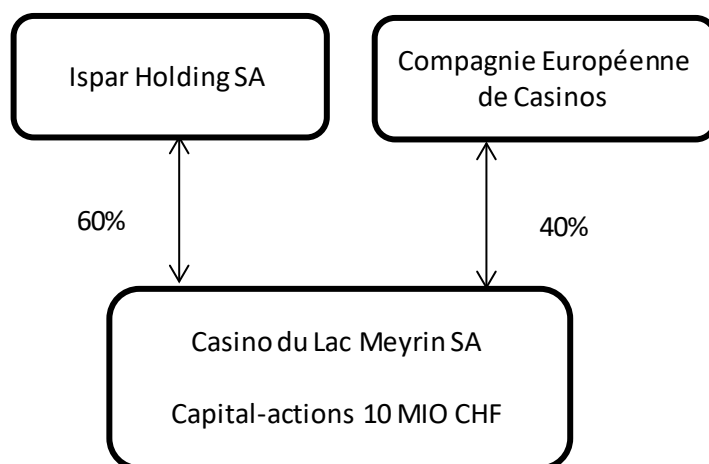 Ispar Holding SA
Compagnie Européenne
de Casinos
60%
40%
Casino du Lac Meyrin SA
Capital-actions 10 MIO CHF